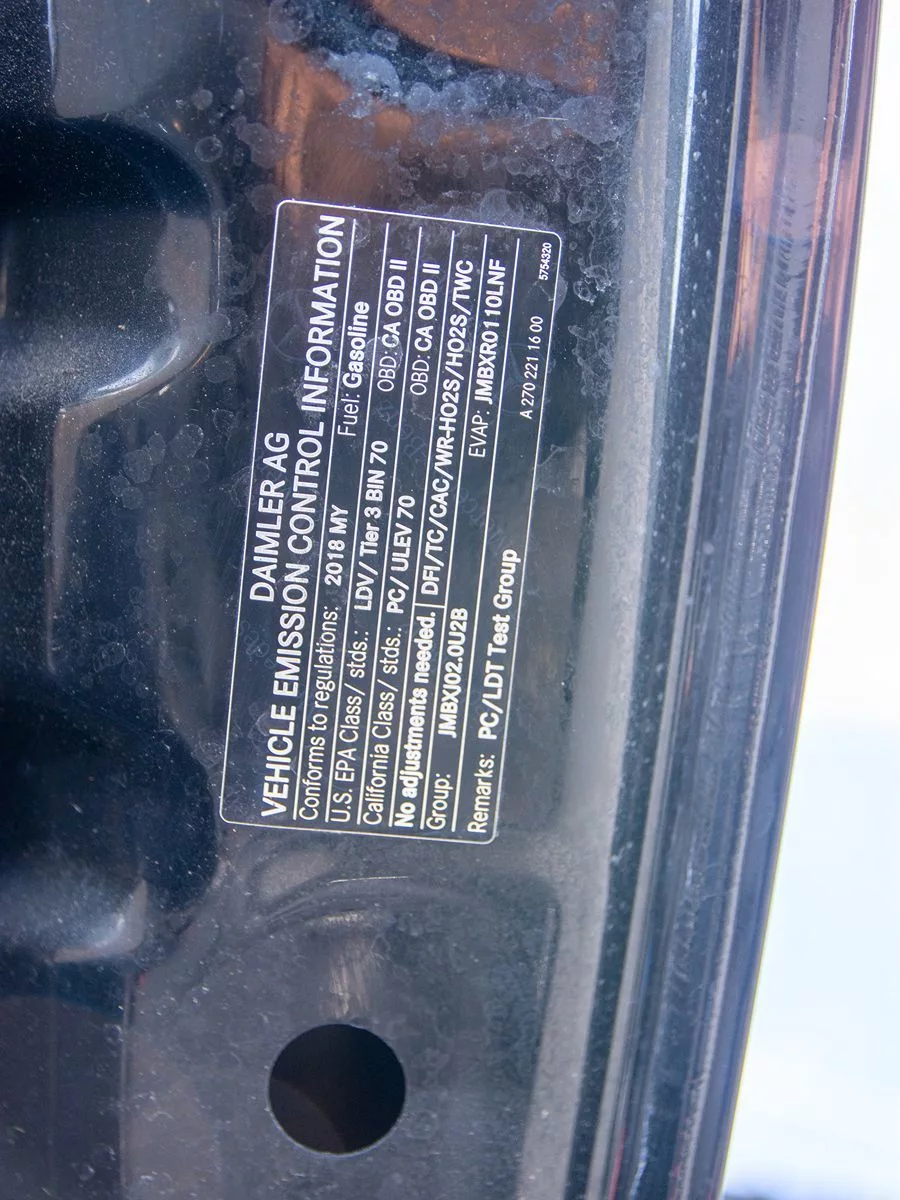 DAIMLER AG
VEHICLE EMISSION CONTROL INFORMATION
Conforms to regulations: 2018 MY Fuel: Gasoline
U.S. EPA Class/ stds.: LDV/ Tier 3 BIN 70 OBD: CA OBD II
California Class/ stds.: PC/ ULEV 70 OBD: CA OBD II
No adjustments needed. DFI/TC/CAC/WR-HO2S/HO2S/TWC
Group: JMBXJ02.0U2B EVAP: JMBXR0110LNF
Remarks: PC/LDT Test Group
A 270 221 16 00
5754320